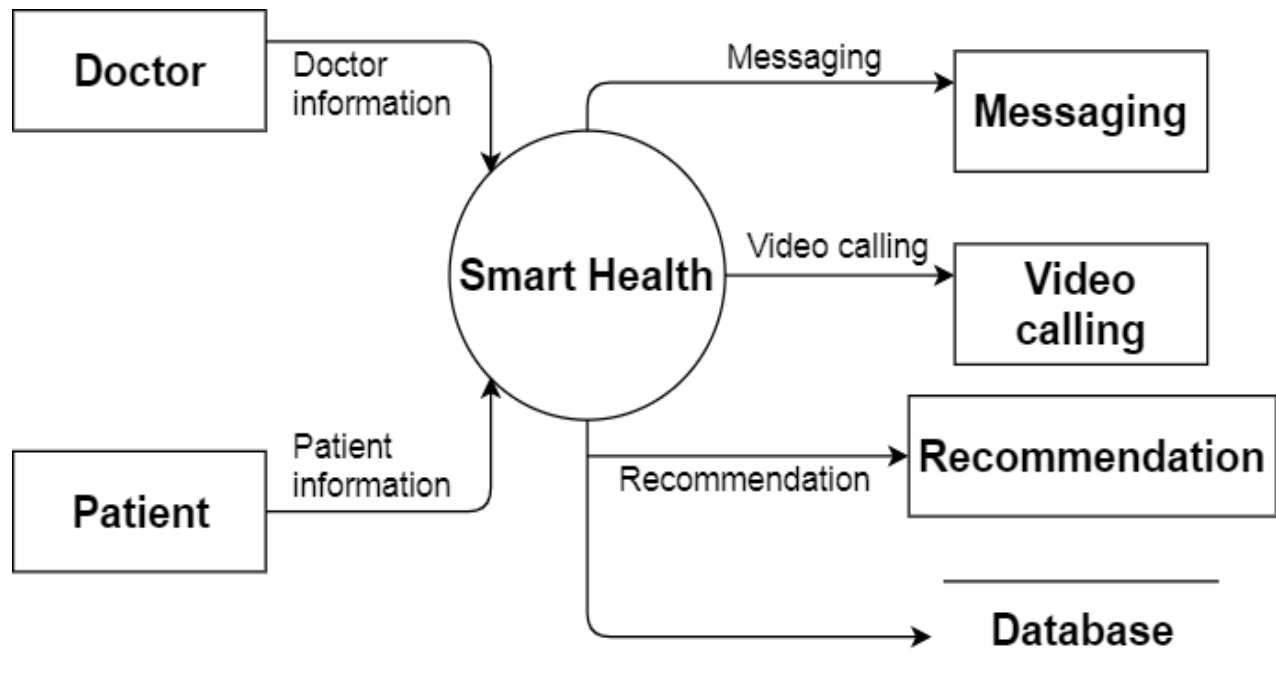 Doctor
Doctor
information
Messaging
Messaging
Smart Health
Video calling
Video
calling
Patient
Patient
information
Recommendation
Recommendation
Database